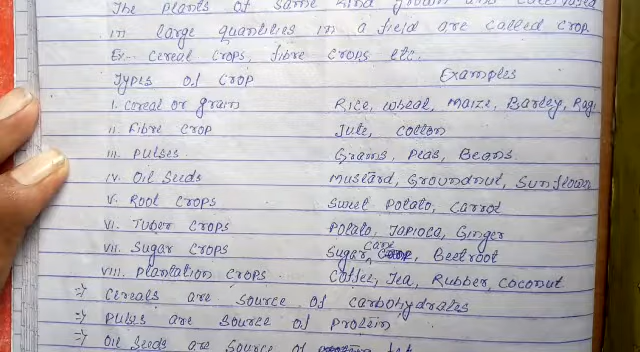 The plants of same kind grown and cultivated
in large quantities in a field are called crop.
Ex:- Cereal crops, fibre crops etc.
Types of Crop Examples
i. Cereal or grain Rice, wheat, Maize, Barley, Ragi
ii. Fibre crop Jute, cotton
iii. Pulses. Grams, Peas, Beans.
iv. Oil Seeds Mustard, Groundnut, Sunflower
v. Root crops Sweet Potato, Carrot
vi. Tuber crops Potato, Tapioca, Ginger
vii. Sugar crops Sugar cane, Beetroot
viii. Plantation crops Coffee, Tea, Rubber, Coconut
=> Cereals are source of carbohydrates
=> Pulses are source of protein
=> Oil Seeds are source of fat